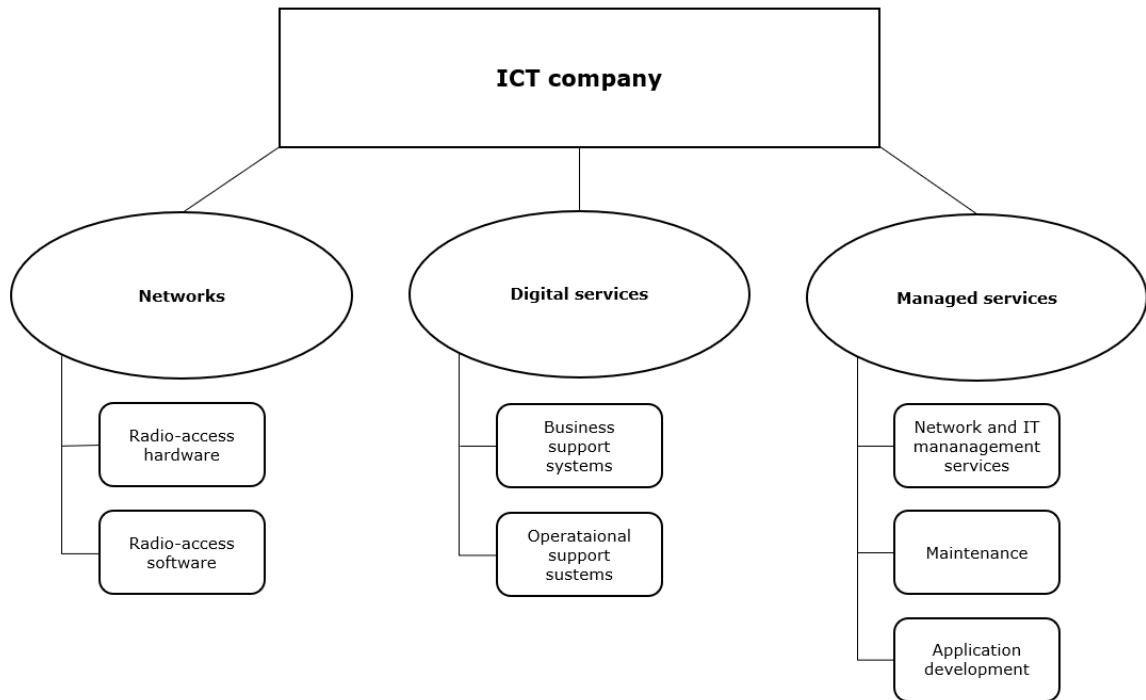 ICT company
Networks
Digital services
Managed services
Radio-access
hardware
Radio-access
software
Business
support
systems
Operataional
support
sustems
Network and IT
mananagement
services
Maintenance
Application
development